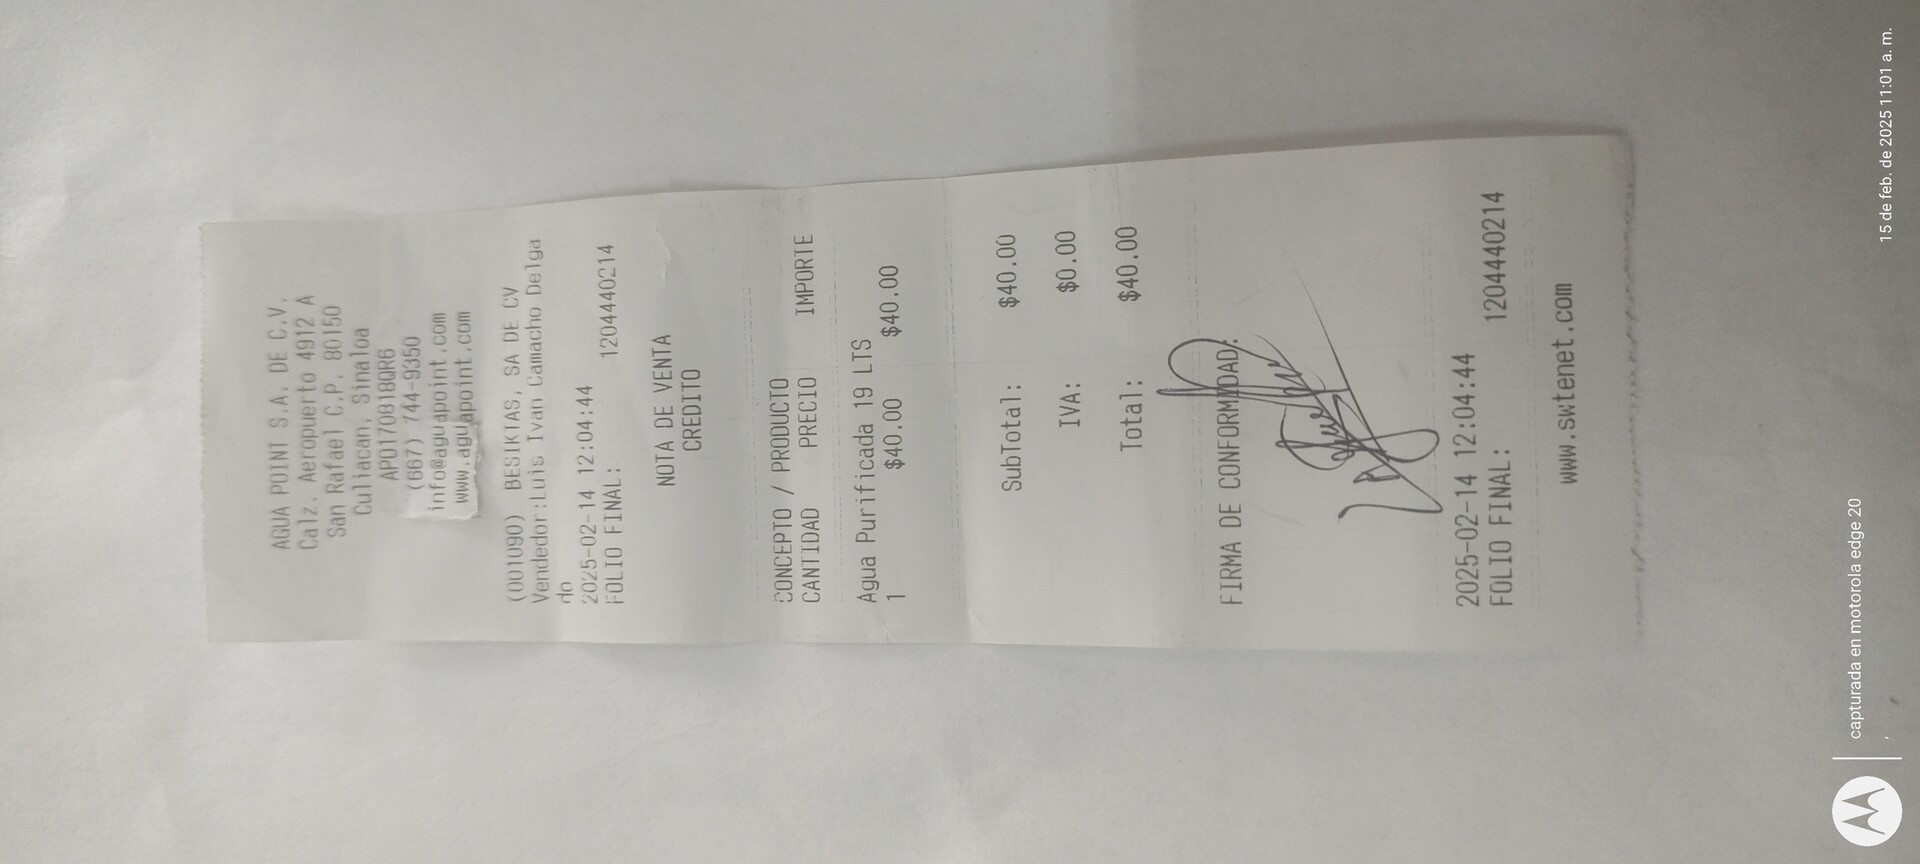 AGUA POINT S.A. DE C.V.
Calz. Aeropuerto 4912 A
San Rafael C.P. 80150
Culiacan, Sinaloa
APO170818QR6
(667) 744-9350
info@aguapoint.com
www.aguapoint.com
(001090) BESIKIAS, SA DE CV
Vendedor:Luis Ivan Camacho Delga
do
2025-02-14 12:04:44
FOLIO FINAL: 1204440214
NOTA DE VENTA
CREDITO
CONCEPTO / PRODUCTO
CANTIDAD PRECIO IMPORTE
Agua Purificada 19 LTS
1 $40.00 $40.00
SubTotal: $40.00
IVA: $0.00
Total: $40.00
FIRMA DE CONFORMIDAD:
2025-02-14 12:04:44
FOLIO FINAL: 1204440214
www.swtenet.com
capturada en motorola edge 20
15 de feb. de 2025 11:01 a. m.